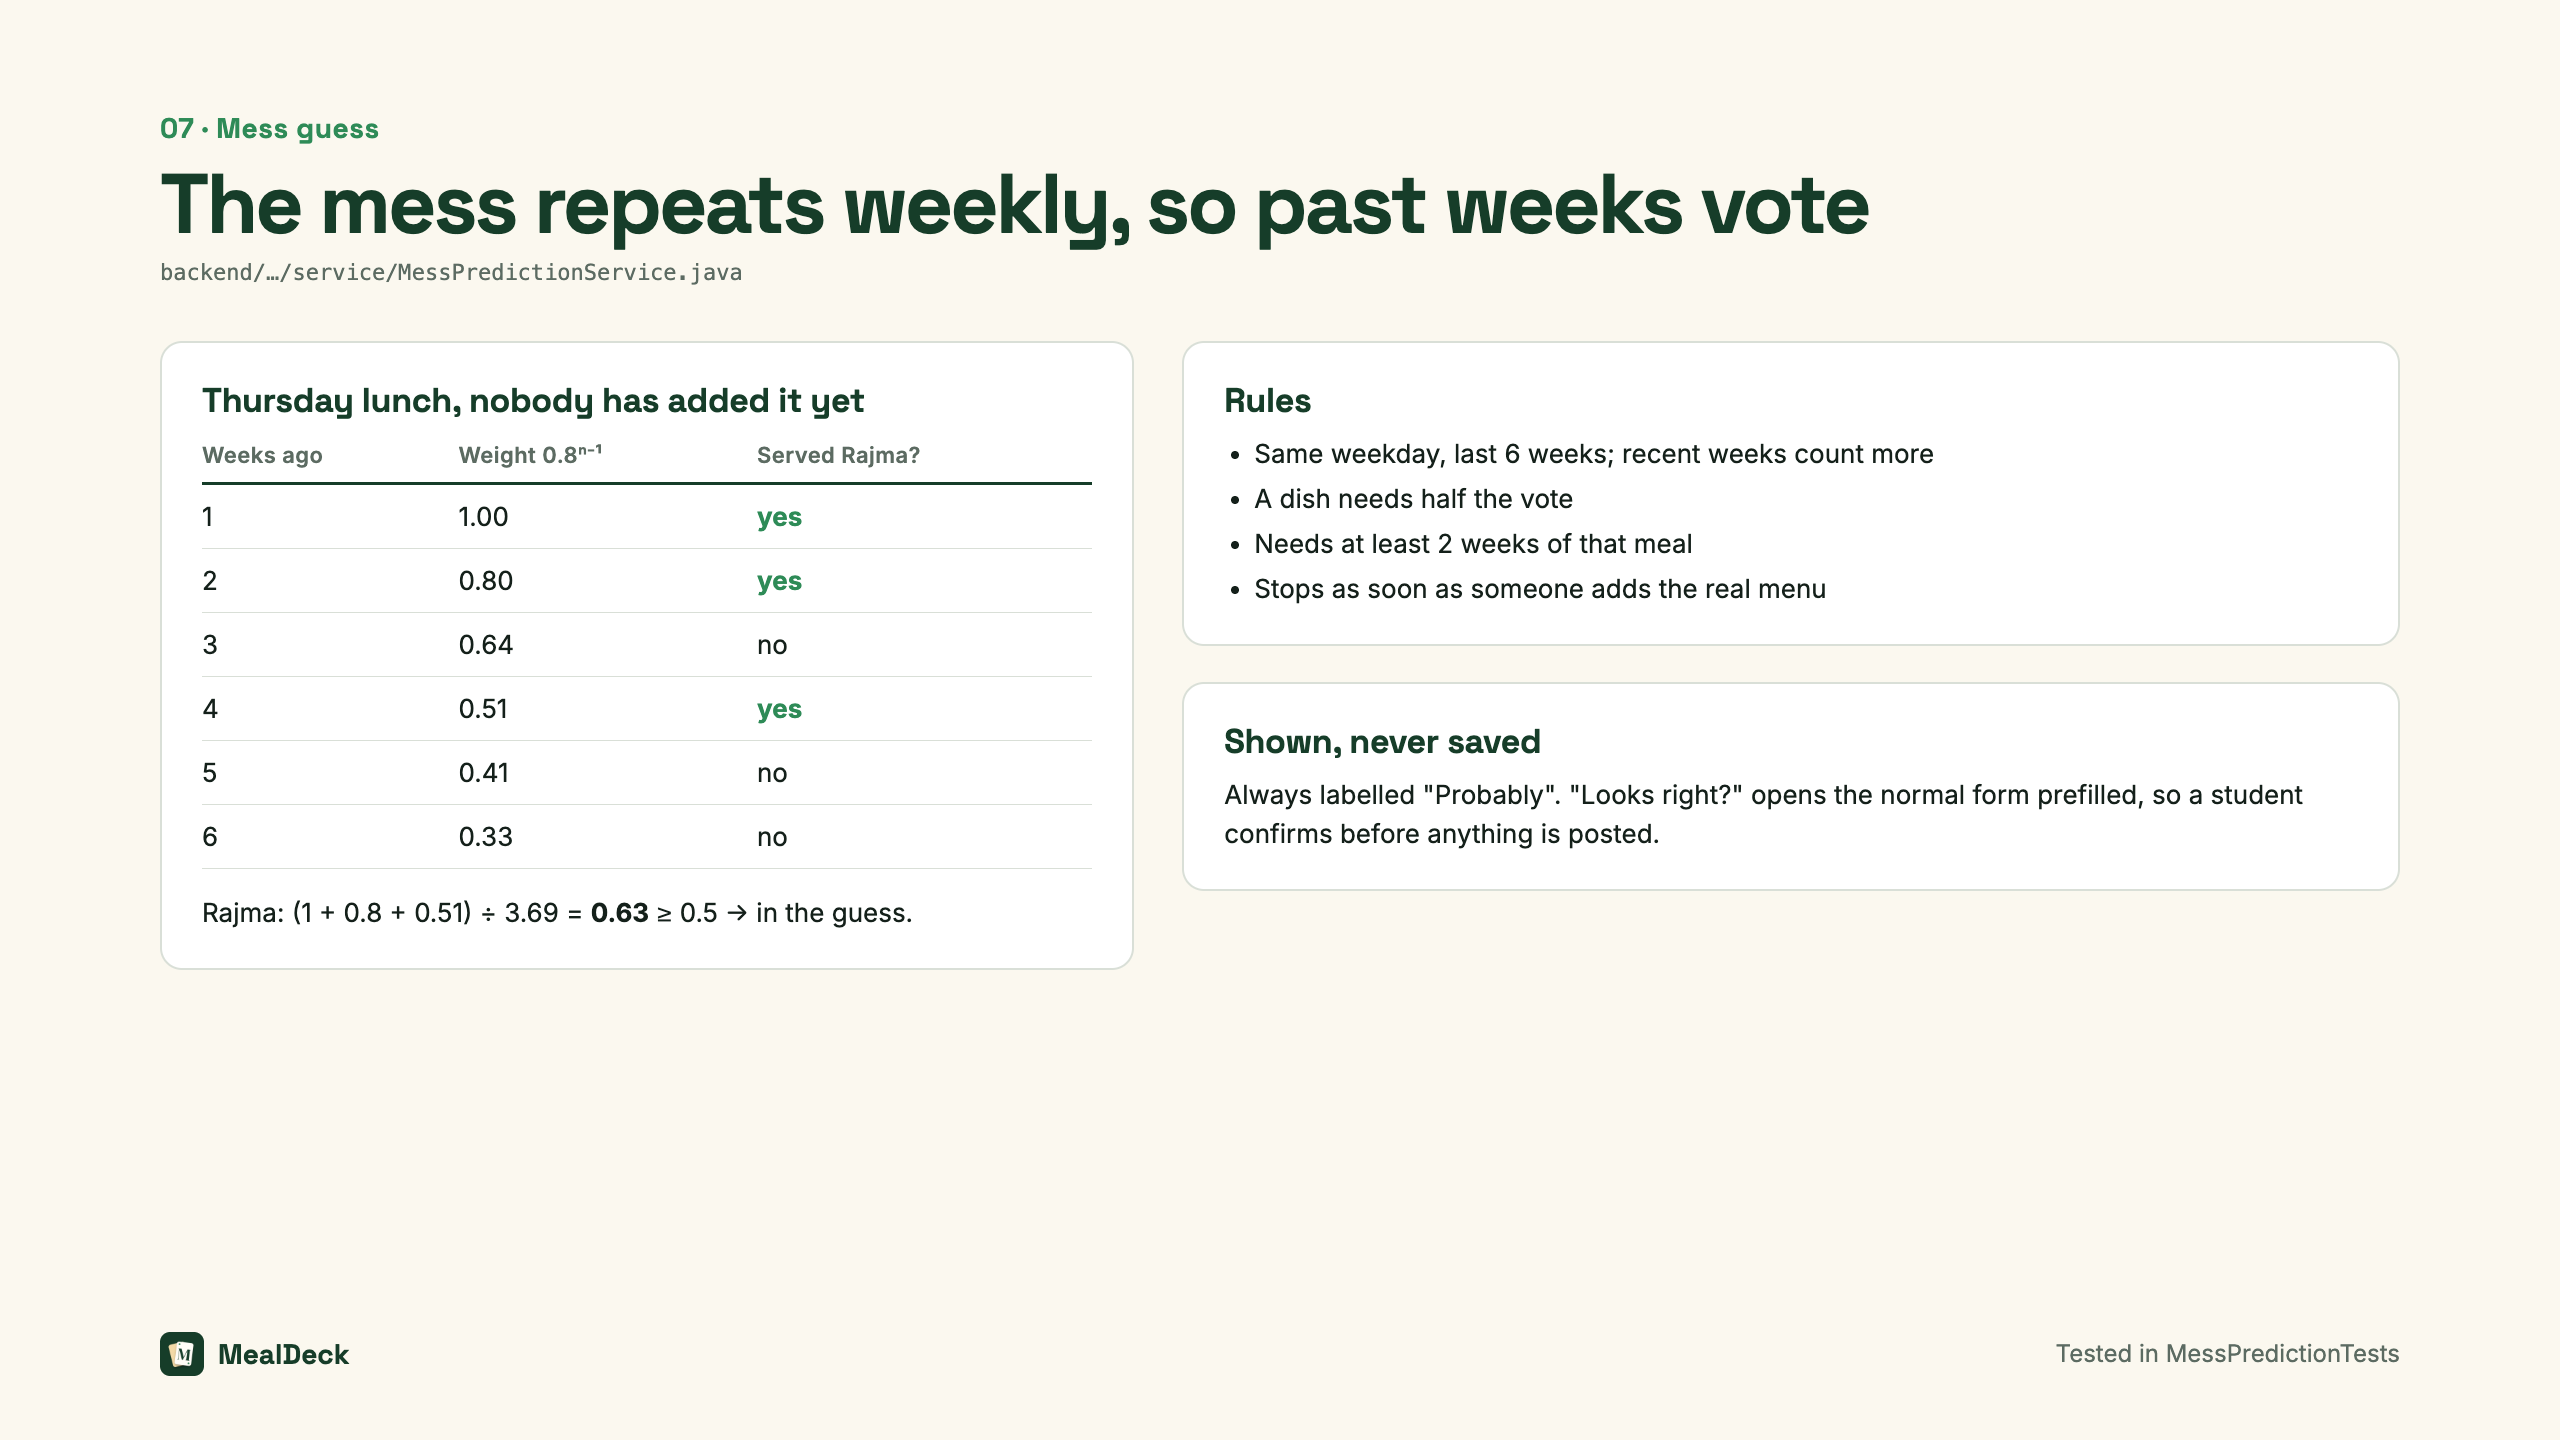 07 · Mess guess
The mess repeats weekly, so past weeks vote
backend/…/service/MessPredictionService.java
Thursday lunch, nobody has added it yet
Weeks ago Weight 0.8ⁿ⁻¹ Served Rajma?
1 1.00 yes
2 0.80 yes
3 0.64 no
4 0.51 yes
5 0.41 no
6 0.33 no
Rajma: (1 + 0.8 + 0.51) ÷ 3.69 = 0.63 ≥ 0.5 → in the guess.
Rules
• Same weekday, last 6 weeks; recent weeks count more
• A dish needs half the vote
• Needs at least 2 weeks of that meal
• Stops as soon as someone adds the real menu
Shown, never saved
Always labelled "Probably". "Looks right?" opens the normal form prefilled, so a student
confirms before anything is posted.
M
MealDeck
Tested in MessPredictionTests